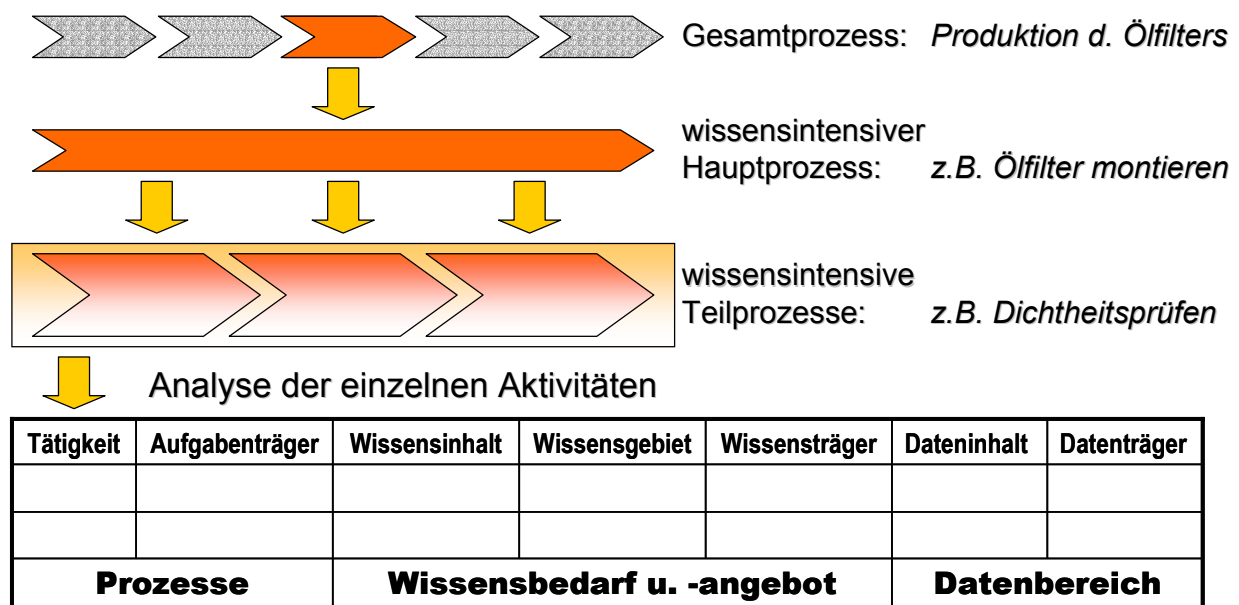 Gesamtprozess: Produktion d. Ölfilters
wissensintensiver
Hauptprozess: z.B. Ölfilter montieren
wissensintensive
Teilprozesse: z.B. Dichtheitsprüfen
Analyse der einzelnen Aktivitäten
Tätigkeit Aufgabenträger Wissensinhalt Wissensgebiet Wissensträger Dateninhalt Datenträger
Prozesse Wissensbedarf u. -angebot Datenbereich